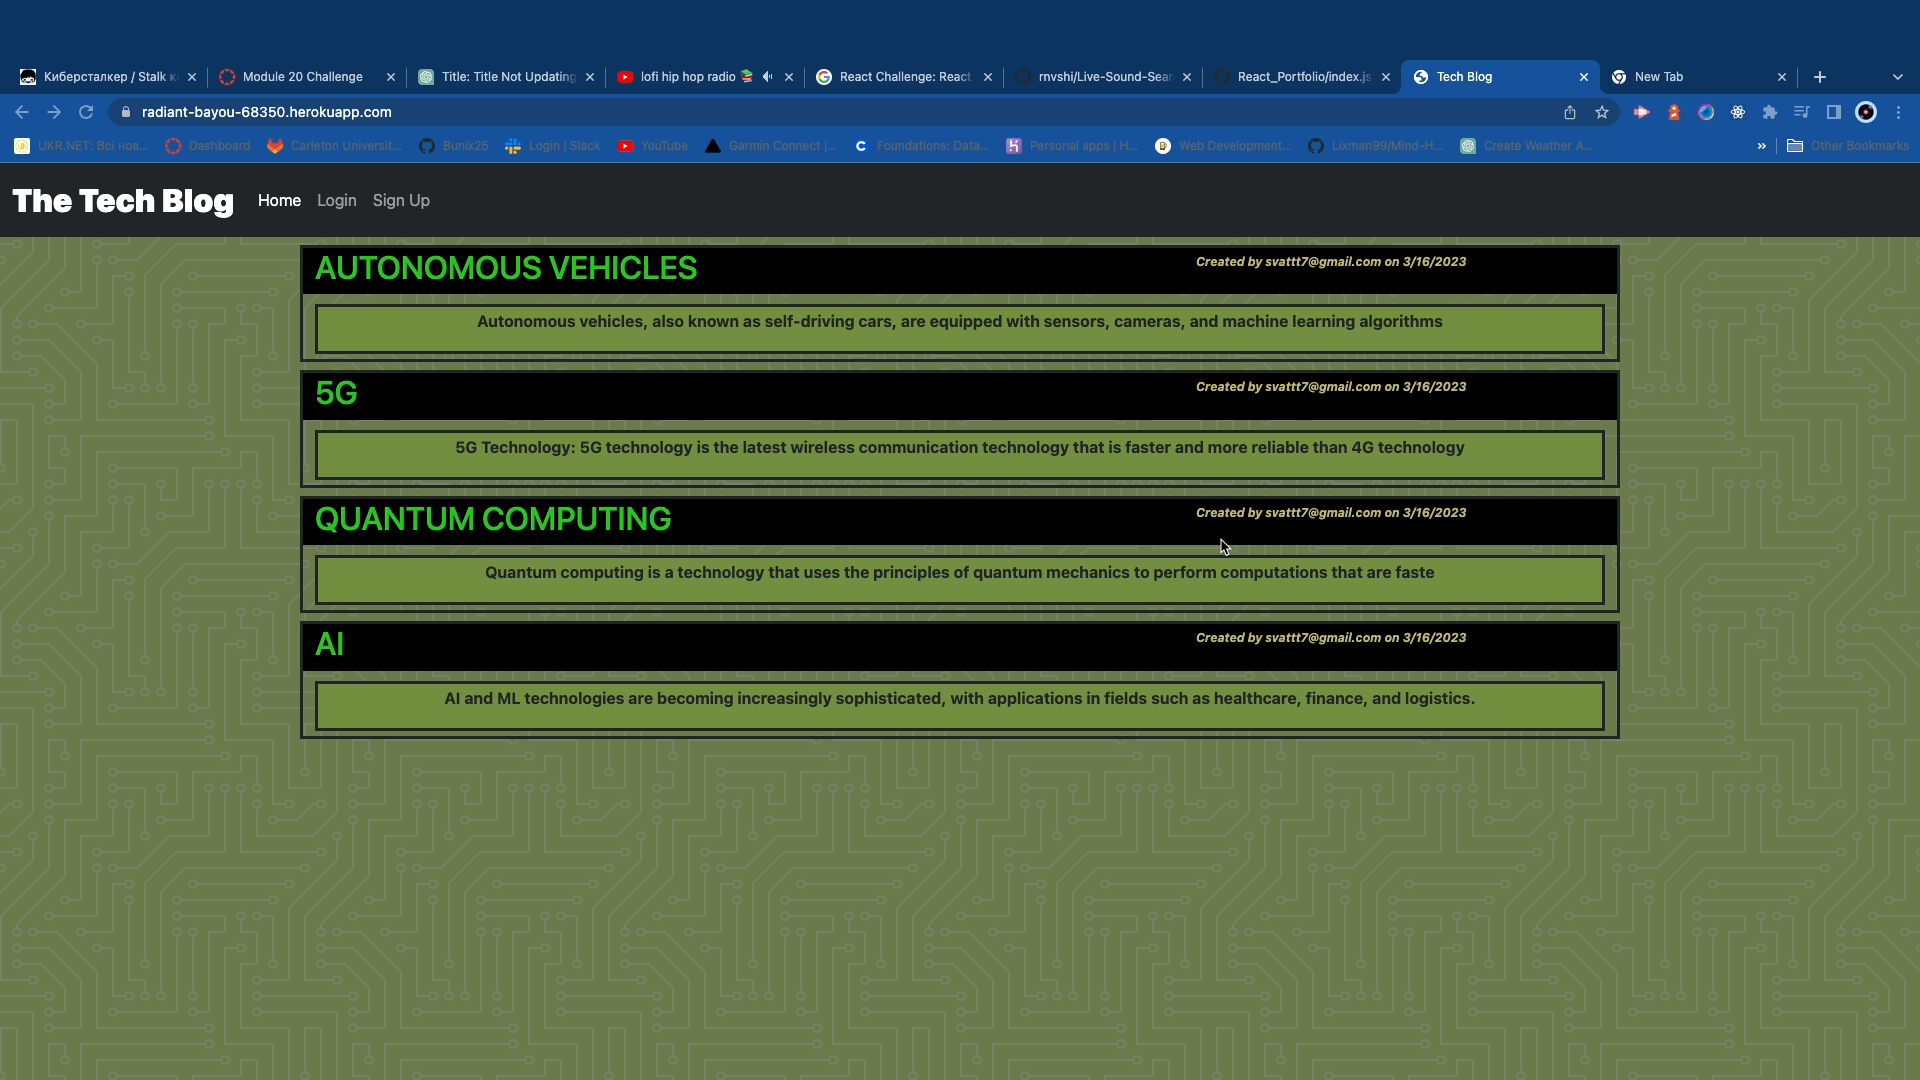 Киберсталкер / Stalk
Module 20 Challenge
Title: Title Not Updating
lofi hip hop radio
React Challenge: React
rnvshi/Live-Sound-Sear
React_Portfolio/index.js
Tech Blog
New Tab
radiant-bayou-68350.herokuapp.com
UKR.NET: Всі нов...
Dashboard
Carleton Universit...
Bunix25
Login | Slack
YouTube
Garmin Connect |...
Foundations: Data...
Personal apps | H...
Web Development...
Lixman99/Mind-H...
Create Weather A...
»
Other Bookmarks
The Tech Blog
Home
Login
Sign Up
AUTONOMOUS VEHICLES
Created by svattt7@gmail.com on 3/16/2023
Autonomous vehicles, also known as self-driving cars, are equipped with sensors, cameras, and machine learning algorithms
5G
Created by svattt7@gmail.com on 3/16/2023
5G Technology: 5G technology is the latest wireless communication technology that is faster and more reliable than 4G technology
QUANTUM COMPUTING
Created by svattt7@gmail.com on 3/16/2023
Quantum computing is a technology that uses the principles of quantum mechanics to perform computations that are faste
AI
Created by svattt7@gmail.com on 3/16/2023
AI and ML technologies are becoming increasingly sophisticated, with applications in fields such as healthcare, finance, and logistics.